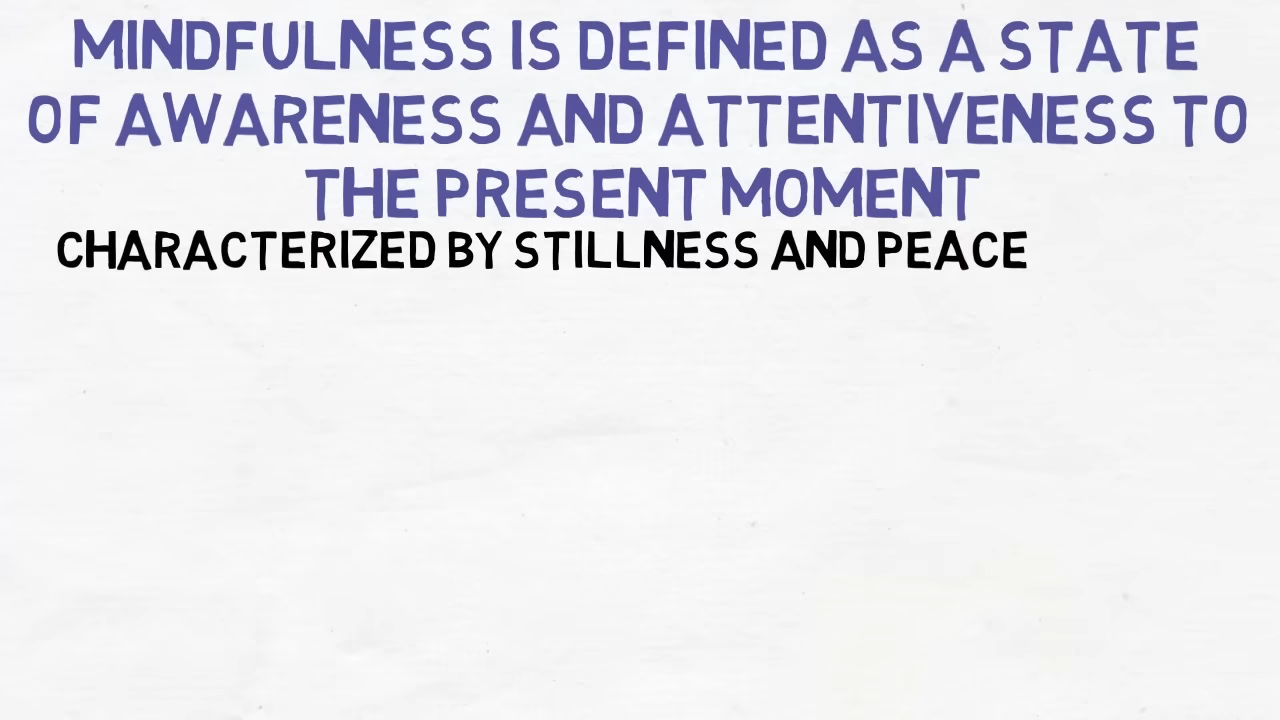 MINDFULNESS IS DEFINED AS A STATE
OF AWARENESS AND ATTENTIVENESS TO
THE PRESENT MOMENT
CHARACTERIZED BY STILLNESS AND PEACE